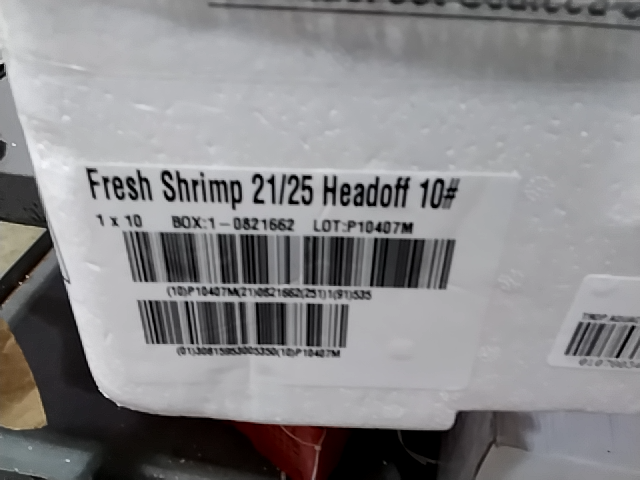 Fresh Shrimp 21/25 Headoff 10#
1 x 10 BOX:1-0821662 LOT:P10407M
(10)P10407M(21)0821662(251)1(91)535
(01)30815953005350(10)P10407M